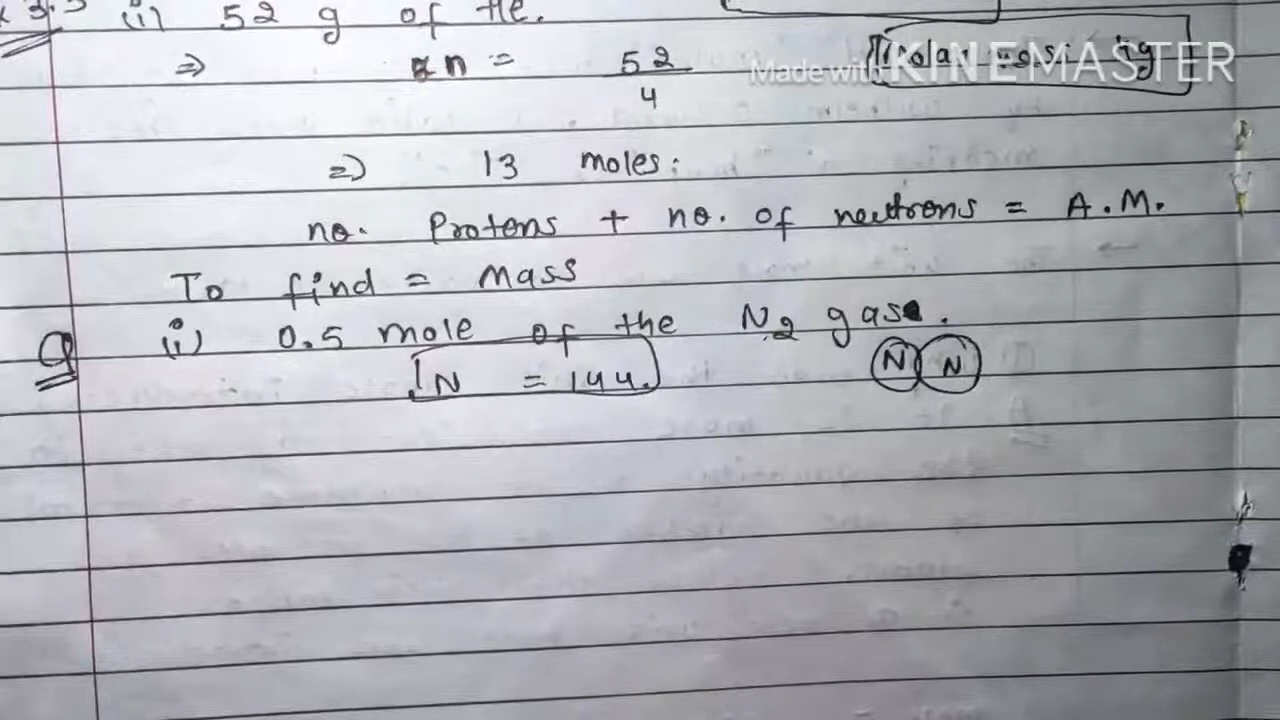 (i) 52 g of He.
⇒ n = 52/4
Made with KINEMASTER
⇒ 13 moles:
no. Protons + no. of neutrons = A.M.
To find = Mass
Q (i) 0.5 mole of the N2 gas.
N = 14u. N N